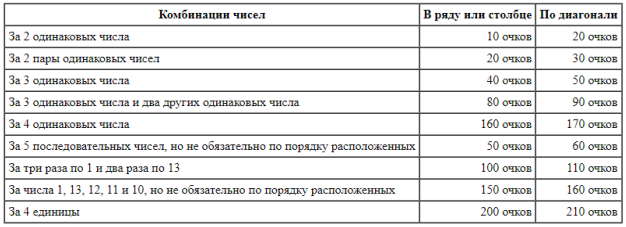 Комбинации чисел В ряду или столбце По диагонали
За 2 одинаковых числа 10 очков 20 очков
За 2 пары одинаковых чисел 20 очков 30 очков
За 3 одинаковых числа 40 очков 50 очков
За 3 одинаковых числа и два других одинаковых числа 80 очков 90 очков
За 4 одинаковых числа 160 очков 170 очков
За 5 последовательных чисел, но не обязательно по порядку расположенных 50 очков 60 очков
За три раза по 1 и два раза по 13 100 очков 110 очков
За числа 1, 13, 12, 11 и 10, но не обязательно по порядку расположенных 150 очков 160 очков
За 4 единицы 200 очков 210 очков